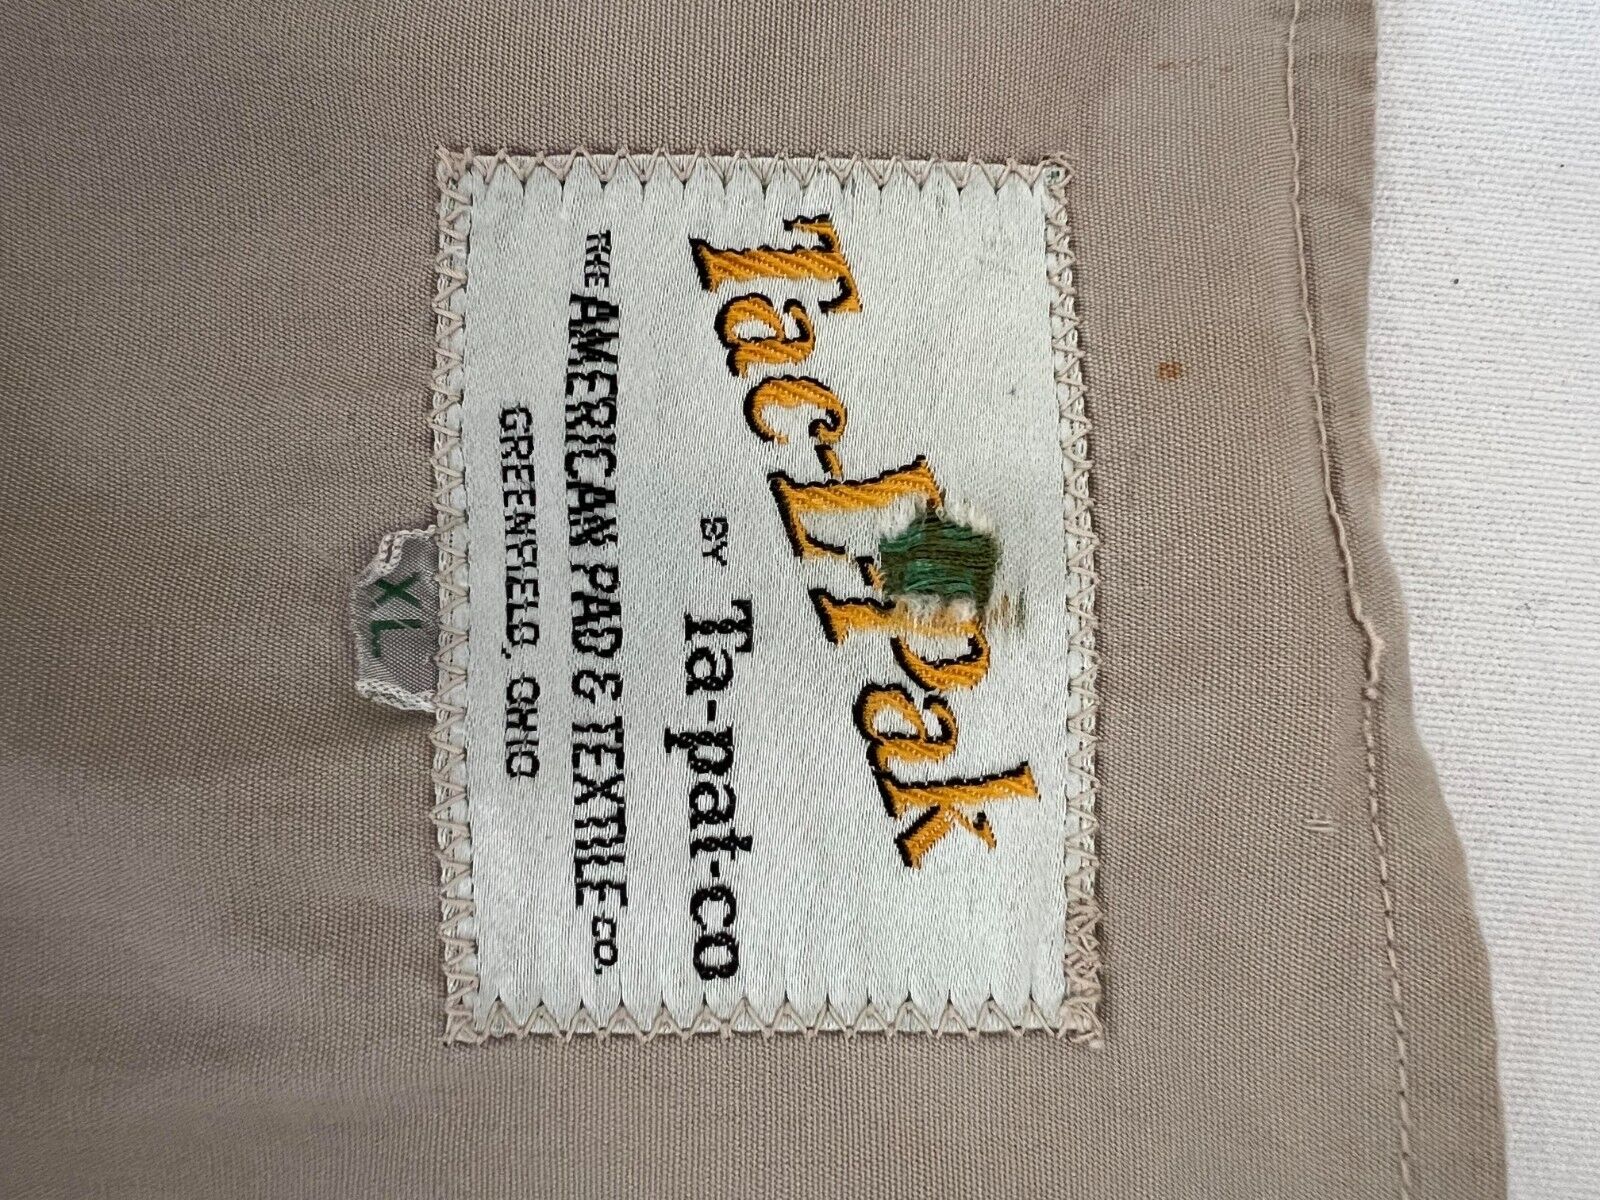 Tac-L-Pak
BY Ta-pat-co
THE AMERICAN PAD & TEXTILE CO.
GREENFIELD, OHIO
XL